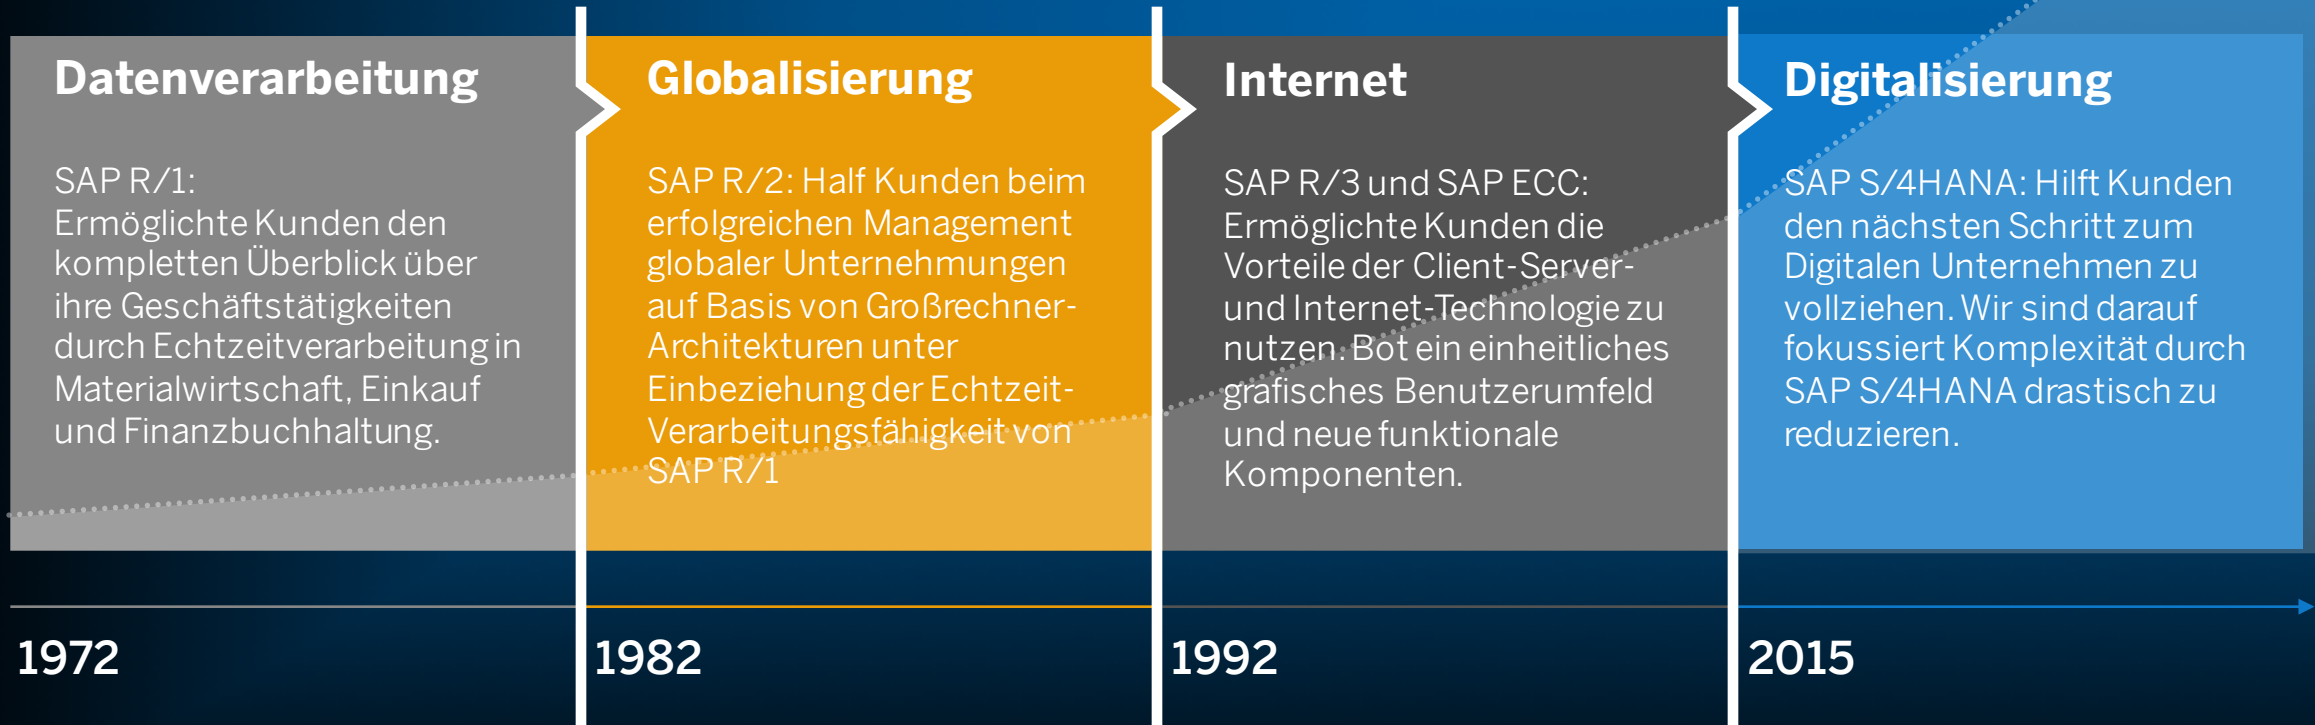 Datenverarbeitung
SAP R/1:
Ermöglichte Kunden den
kompletten Überblick über
ihre Geschäftstätigkeiten
durch Echtzeitverarbeitung in
Materialwirtschaft, Einkauf
und Finanzbuchhaltung.
Globalisierung
SAP R/2: Half Kunden beim
erfolgreichen Management
globaler Unternehmungen
auf Basis von Großrechner-
Architekturen unter
Einbeziehung der Echtzeit-
Verarbeitungsfähigkeit von
SAP R/1
Internet
SAP R/3 und SAP ECC:
Ermöglichte Kunden die
Vorteile der Client-Server-
und Internet-Technologie zu
nutzen. Bot ein einheitliches
grafisches Benutzerumfeld
und neue funktionale
Komponenten.
Digitalisierung
SAP S/4HANA: Hilft Kunden
den nächsten Schritt zum
Digitalen Unternehmen zu
vollziehen. Wir sind darauf
fokussiert Komplexität durch
SAP S/4HANA drastisch zu
reduzieren.
1972
1982
1992
2015